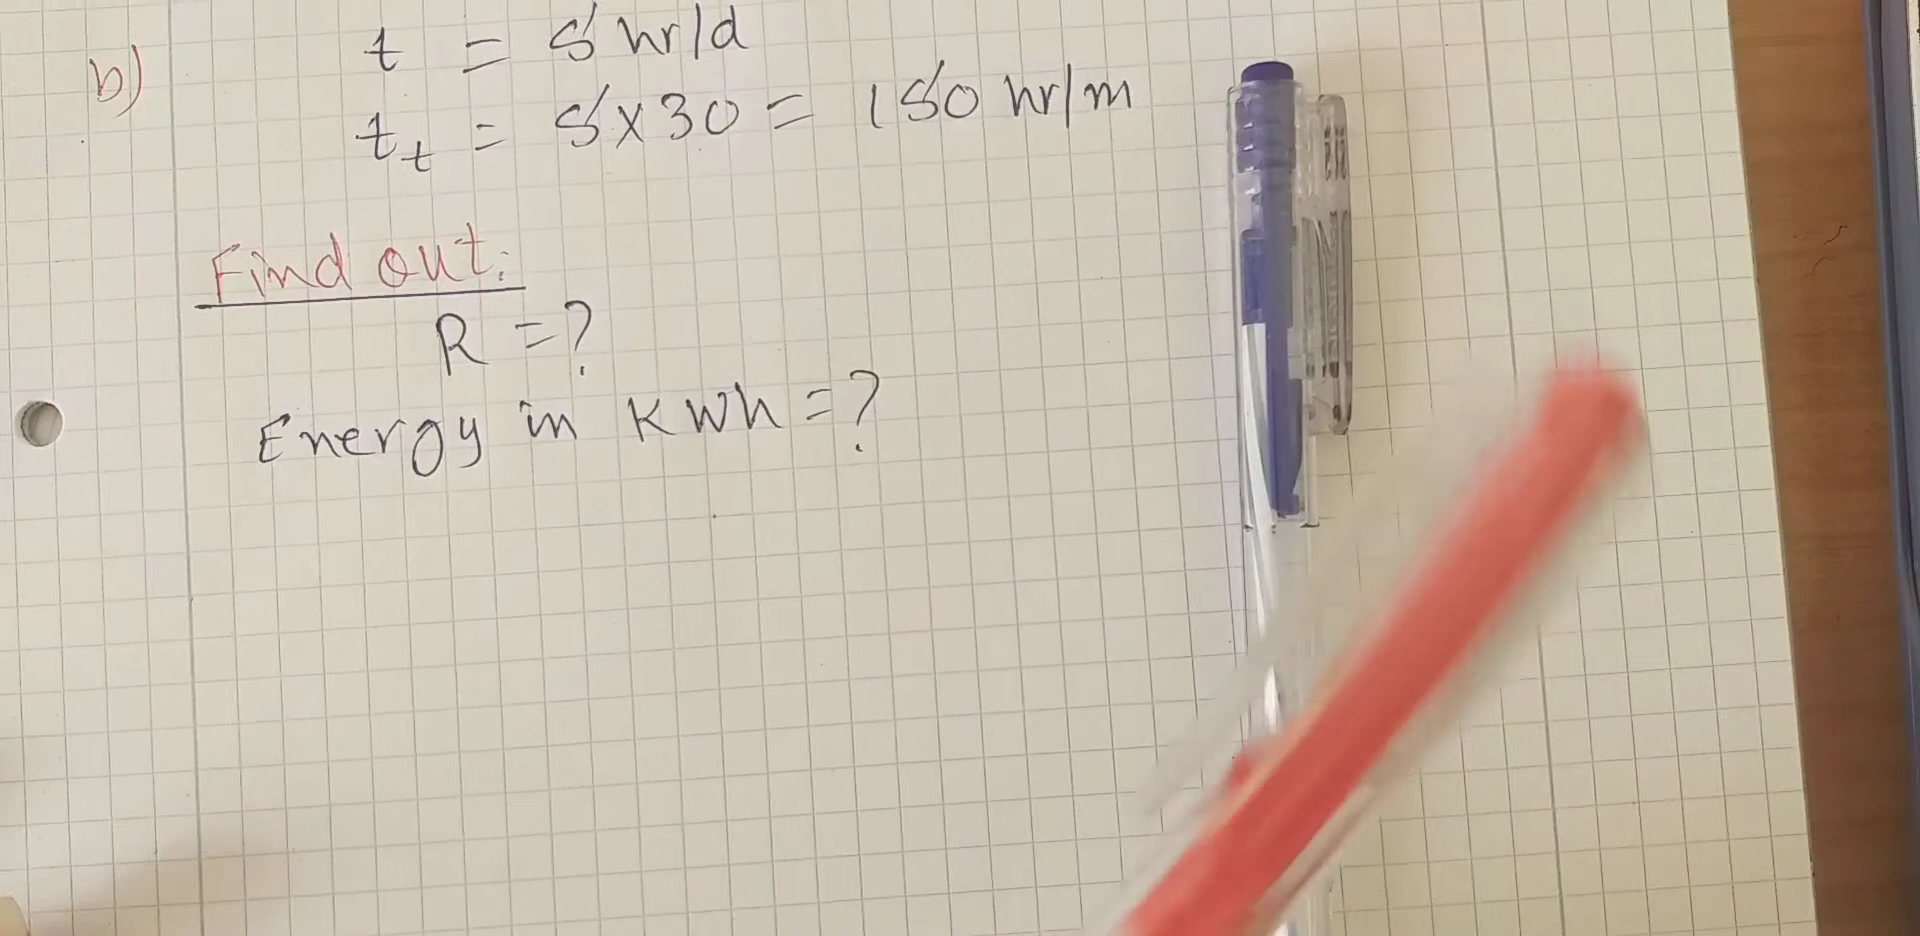 b) t = 5 hr/d
tt = 5 x 30 = 150 hr/m
Find out:
R = ?
Energy in kWh = ?